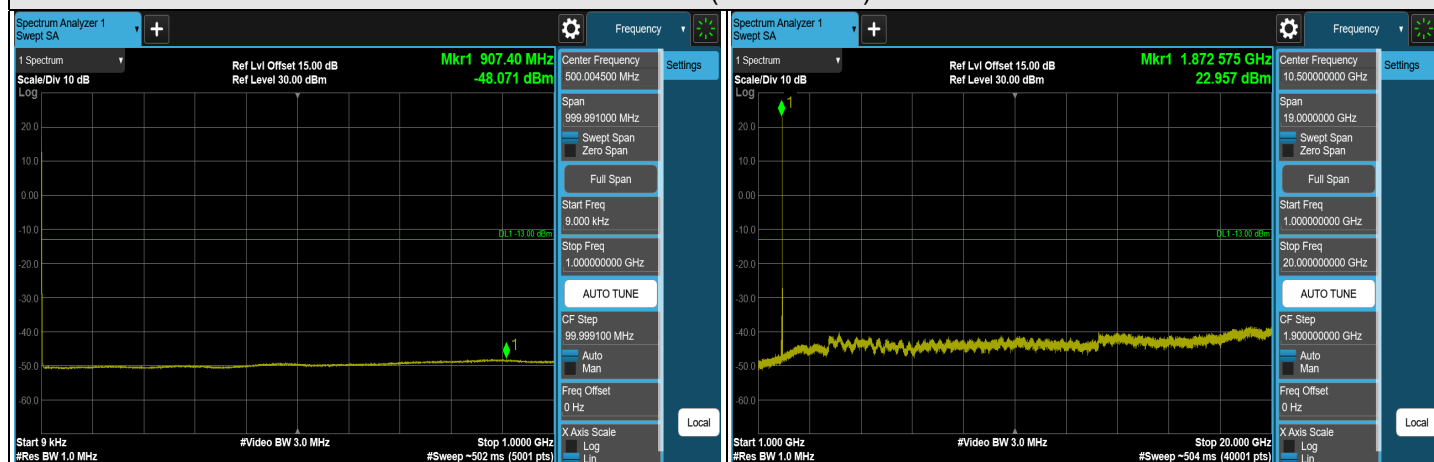 Spectrum Analyzer 1
Swept SA
Frequency
1 Spectrum
Scale/Div 10 dB
Log
Ref Lvl Offset 15.00 dB
Ref Level 30.00 dBm
Mkr1 907.40 MHz
-48.071 dBm
20.0
10.0
0.00
-10.0
-20.0
-30.0
-40.0
-50.0
-60.0
DL1 -13.00 dBm
1
Start 9 kHz
#Res BW 1.0 MHz
#Video BW 3.0 MHz
Stop 1.0000 GHz
#Sweep ~502 ms (5001 pts)
Center Frequency
500.004500 MHz
Span
999.991000 MHz
Swept Span
Zero Span
Full Span
Start Freq
9.000 kHz
Stop Freq
1.000000000 GHz
AUTO TUNE
CF Step
99.999100 MHz
Auto
Man
Freq Offset
0 Hz
X Axis Scale
Log
Lin
Settings
Local
Spectrum Analyzer 1
Swept SA
Frequency
1 Spectrum
Scale/Div 10 dB
Log
Ref Lvl Offset 15.00 dB
Ref Level 30.00 dBm
Mkr1 1.872 575 GHz
22.957 dBm
1
20.0
10.0
0.00
-10.0
-20.0
-30.0
-40.0
-50.0
-60.0
DL1 -13.00 dBm
Start 1.000 GHz
#Res BW 1.0 MHz
#Video BW 3.0 MHz
Stop 20.000 GHz
#Sweep ~504 ms (40001 pts)
Center Frequency
10.500000000 GHz
Span
19.0000000 GHz
Swept Span
Zero Span
Full Span
Start Freq
1.000000000 GHz
Stop Freq
20.000000000 GHz
AUTO TUNE
CF Step
1.900000000 GHz
Auto
Man
Freq Offset
0 Hz
X Axis Scale
Log
Lin
Settings
Local